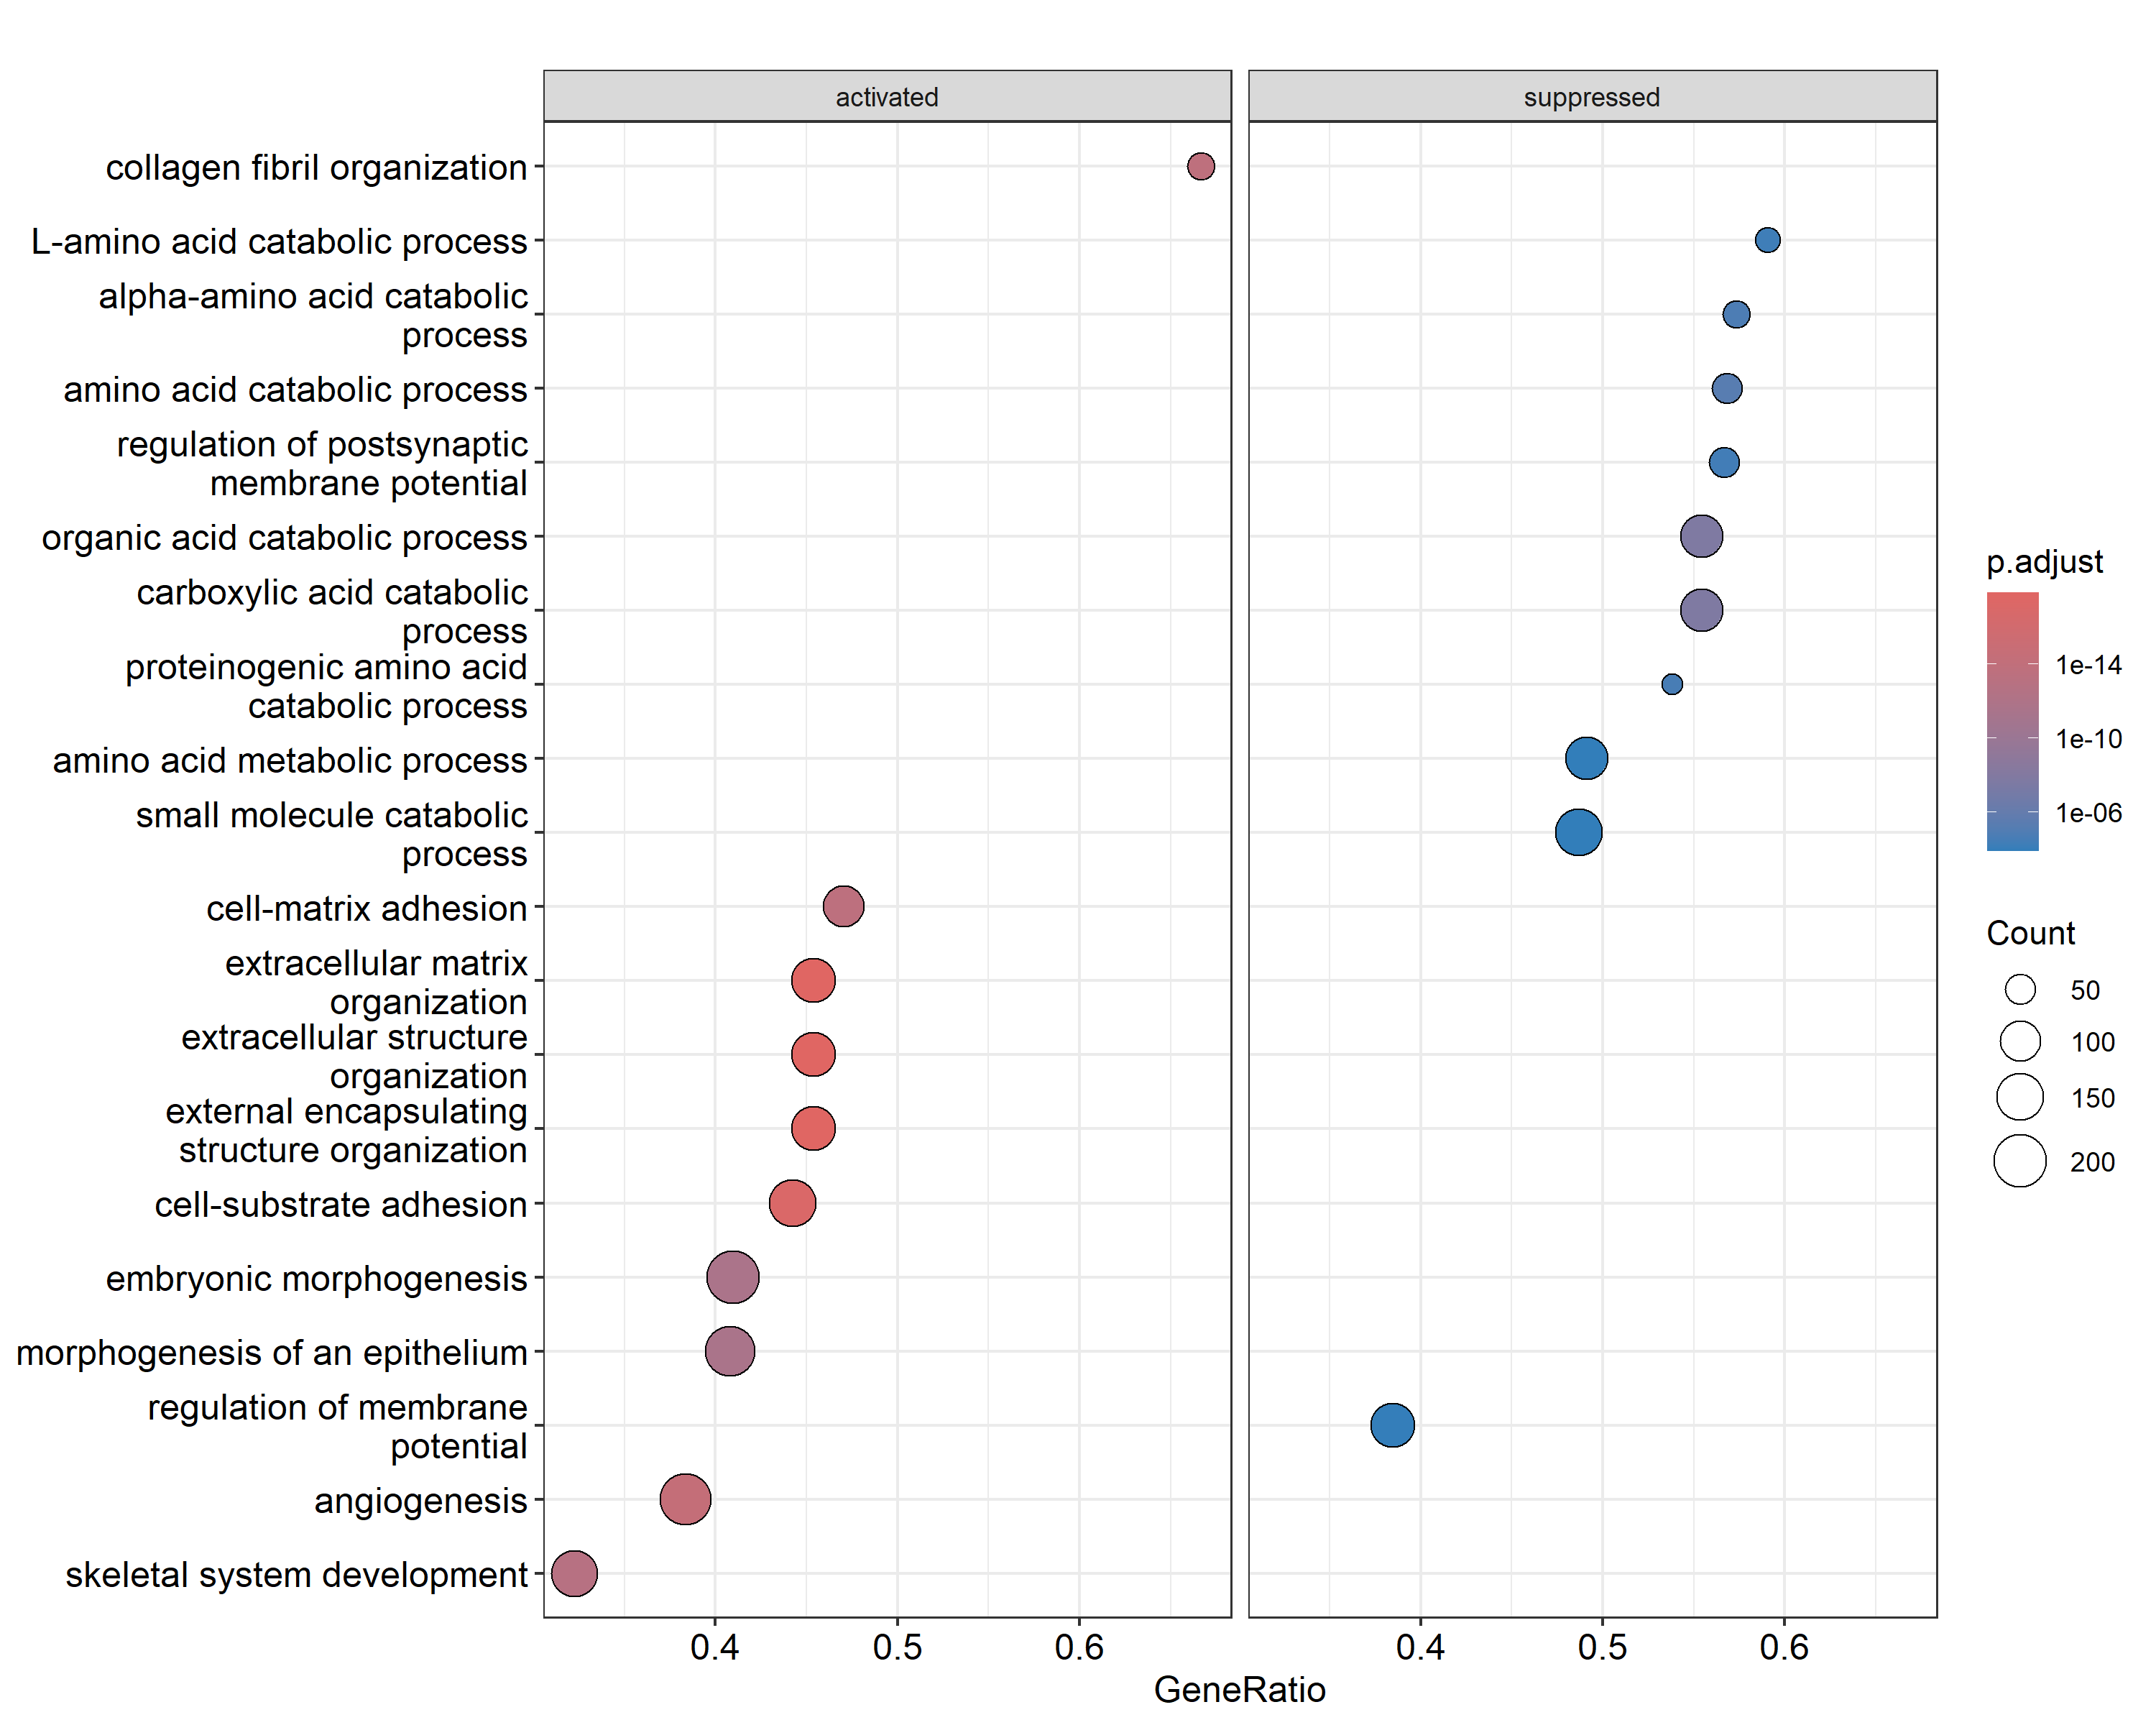 activated
suppressed
collagen fibril organization
L-amino acid catabolic process
alpha-amino acid catabolic
process
amino acid catabolic process
regulation of postsynaptic
membrane potential
organic acid catabolic process
carboxylic acid catabolic
process
proteinogenic amino acid
catabolic process
amino acid metabolic process
small molecule catabolic
process
cell-matrix adhesion
extracellular matrix
organization
extracellular structure
organization
external encapsulating
structure organization
cell-substrate adhesion
embryonic morphogenesis
morphogenesis of an epithelium
regulation of membrane
potential
angiogenesis
skeletal system development
0.4
0.5
0.6
0.4
0.5
0.6
GeneRatio
p.adjust
1e-14
1e-10
1e-06
Count
50
100
150
200